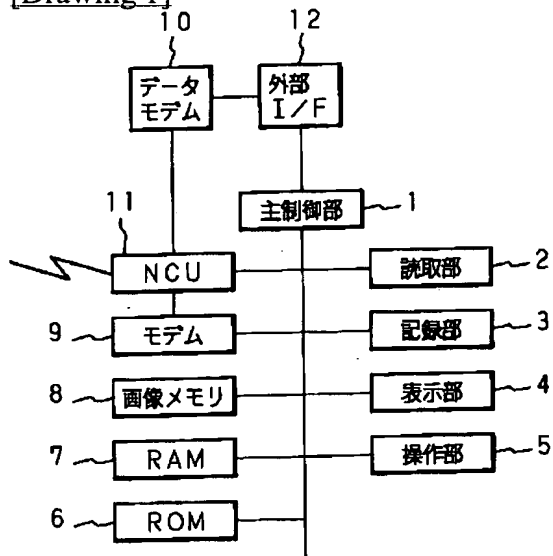 [Drawing 1]
10
12
データ
モデム
外部
I/F
11
主制御部
1
NCU
読取部
2
9
モデム
記録部
3
8
画像メモリ
表示部
4
7
RAM
操作部
5
6
ROM